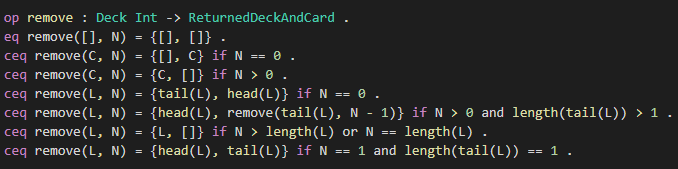 op remove : Deck Int -> ReturnedDeckAndCard .
eq remove([], N) = {[], []} .
ceq remove(C, N) = {[], C} if N == 0 .
ceq remove(C, N) = {C, []} if N > 0 .
ceq remove(L, N) = {tail(L), head(L)} if N == 0 .
ceq remove(L, N) = {head(L), remove(tail(L), N - 1)} if N > 0 and length(tail(L)) > 1 .
ceq remove(L, N) = {L, []} if N > length(L) or N == length(L) .
ceq remove(L, N) = {head(L), tail(L)} if N == 1 and length(tail(L)) == 1 .